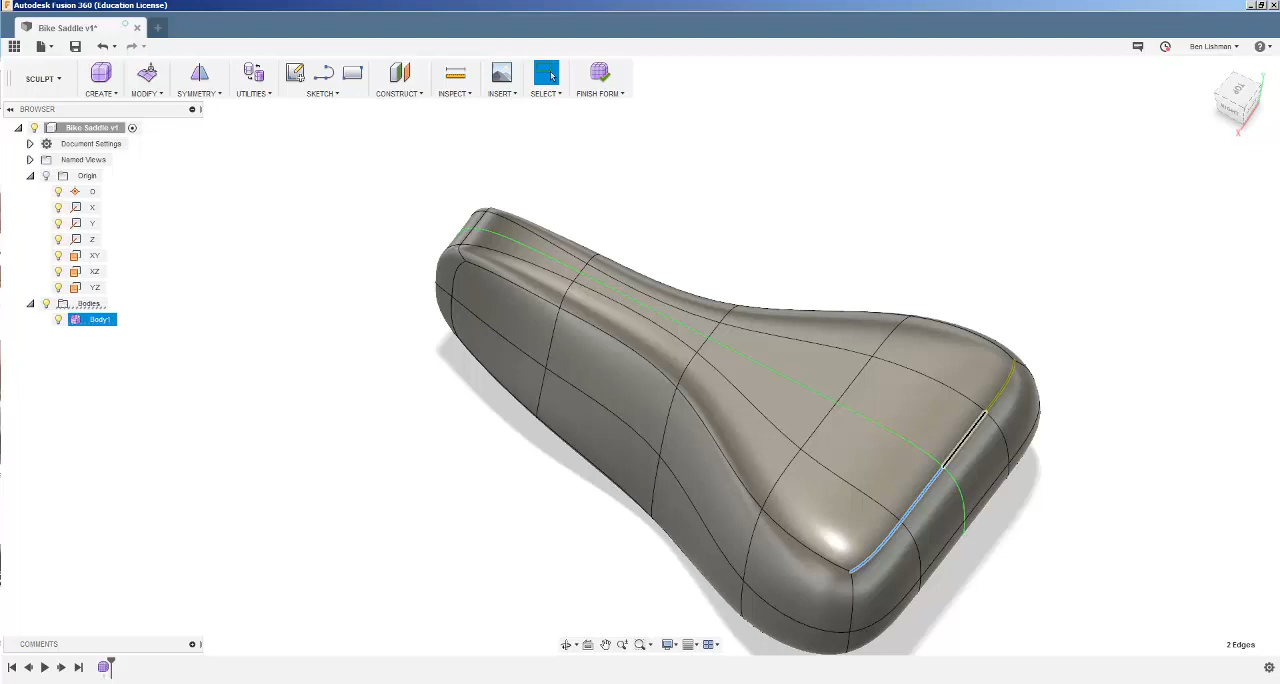 Autodesk Fusion 360 (Education License)
Bike Saddle v1*
Ben Lishman
SCULPT
CREATE
MODIFY
SYMMETRY
UTILITIES
SKETCH
CONSTRUCT
INSPECT
INSERT
SELECT
FINISH FORM
BROWSER
Bike Saddle v1
Document Settings
Named Views
Origin
O
X
Y
Z
XY
XZ
YZ
Bodies
Body1
TOP
RIGHT
Z
Y
X
COMMENTS
2 Edges